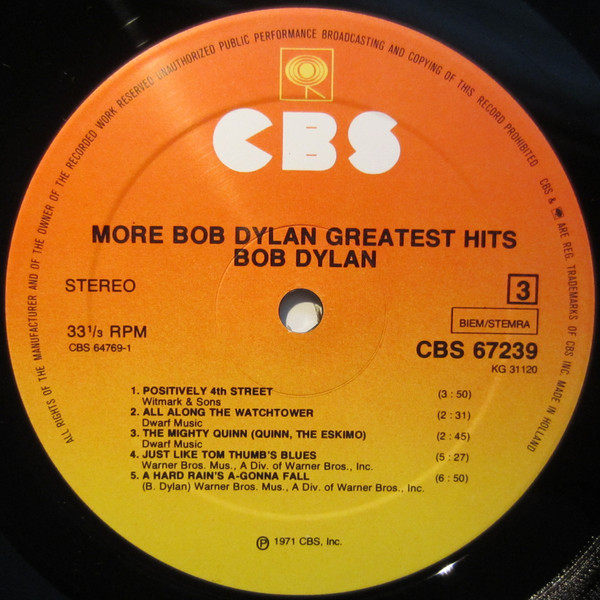 ALL RIGHTS OF THE MANUFACTURER AND OF THE OWNER OF THE RECORDED WORK RESERVED UNAUTHORIZED PUBLIC PERFORMANCE BROADCASTING AND COPYING OF THIS RECORD PROHIBITED
CBS & ARE REG. TRADEMARKS OF CBS INC. MADE IN HOLLAND
CBS
MORE BOB DYLAN GREATEST HITS
BOB DYLAN
STEREO
3
33 1/3 RPM
BIEM/STEMRA
CBS 64769-1
CBS 67239
KG 31120
1. POSITIVELY 4th STREET (3 : 50)
Witmark & Sons
2. ALL ALONG THE WATCHTOWER (2 : 31)
Dwarf Music
3. THE MIGHTY QUINN (QUINN, THE ESKIMO) (2 : 45)
Dwarf Music
4. JUST LIKE TOM THUMB'S BLUES (5 : 27)
Warner Bros. Mus., A Div. of Warner Bros., Inc.
5. A HARD RAIN'S A-GONNA FALL (6 : 50)
(B. Dylan) Warner Bros. Mus., A Div. of Warner Bros., Inc.
℗ 1971 CBS, Inc.